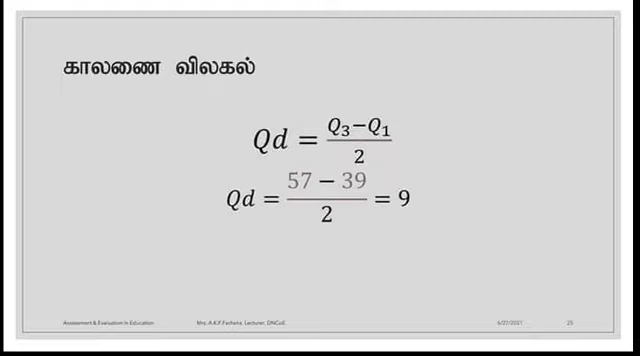 காலணை விலகல்
Qd = Q₃−Q₁/2
Qd = 57 − 39/2 = 9
Assessment & Evaluation in Education Mrs. A.K.F.Farhana, Lecturer, DNCoE 6/27/2021 25